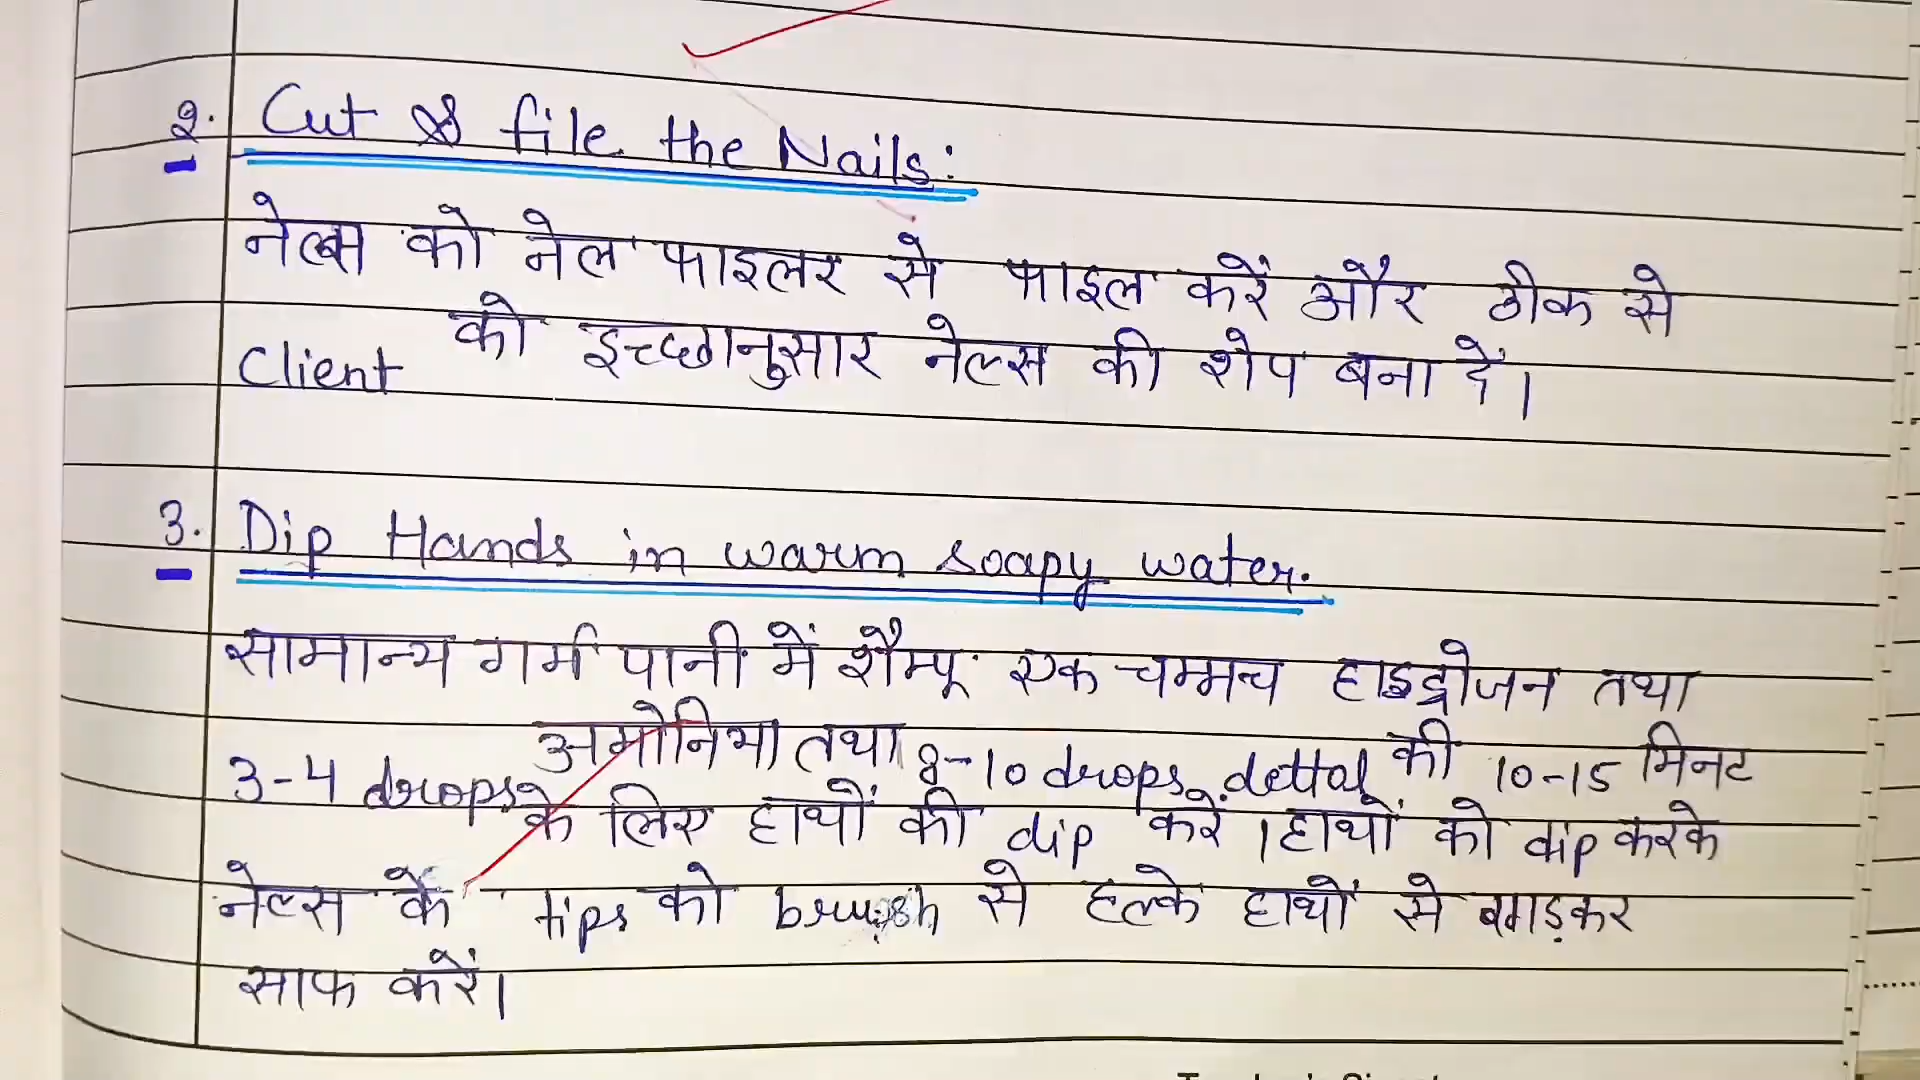 2. Cut & file the Nails:
नेल्स को नेल फाइलर से फाइल करें और ठीक से
Client को इच्छानुसार नेल्स की शेप बना दें।
3. Dip Hands in warm soapy water.
सामान्य गर्म पानी में शैम्पू एक चम्मच हाइड्रोजन तथा
3-4 drops अमोनिया तथा 8-10 drops dettol की 10-15 मिनट
के लिए हाथों की dip करें। हाथों को dip करके
नेल्स के tips को brush से हल्के हाथों से रगड़कर
साफ करें।